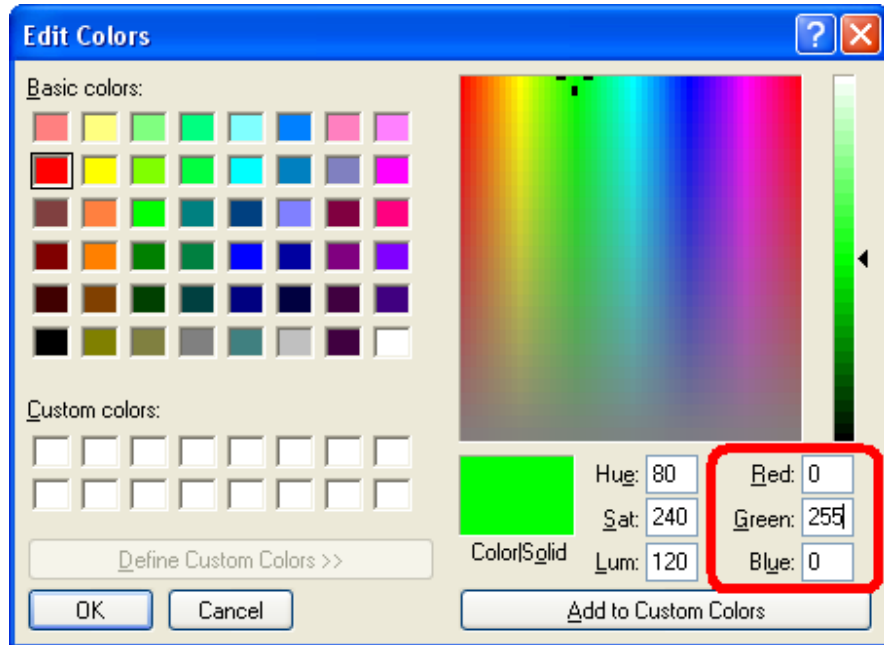 Edit Colors
Basic colors:
Custom colors:
Define Custom Colors >>
OK
Cancel
Color|Solid
Hue: 80
Sat: 240
Lum: 120
Red: 0
Green: 255
Blue: 0
Add to Custom Colors